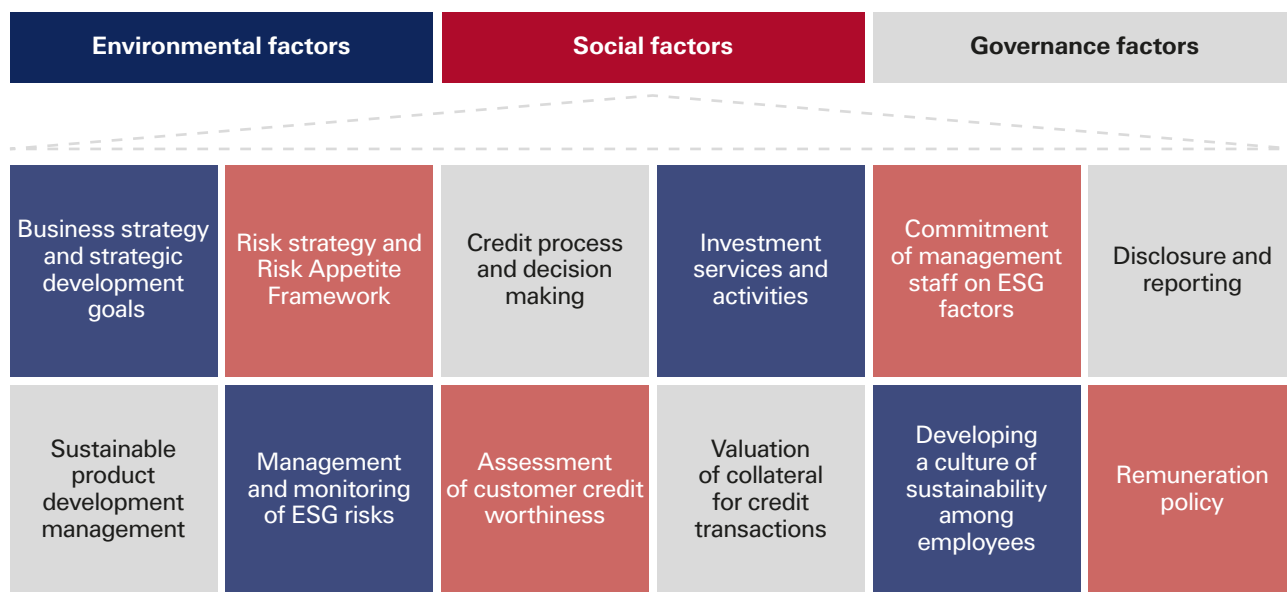 Environmental factors
Social factors
Governance factors
Business strategy
and strategic
development
goals
Risk strategy and
Risk Appetite
Framework
Credit process
and decision
making
Investment
services and
activities
Commitment
of management
staff on ESG
factors
Disclosure and
reporting
Sustainable
product
development
management
Management
and monitoring
of ESG risks
Assessment
of customer credit
worthiness
Valuation
of collateral
for credit
transactions
Developing
a culture of
sustainability
among
employees
Remuneration
policy